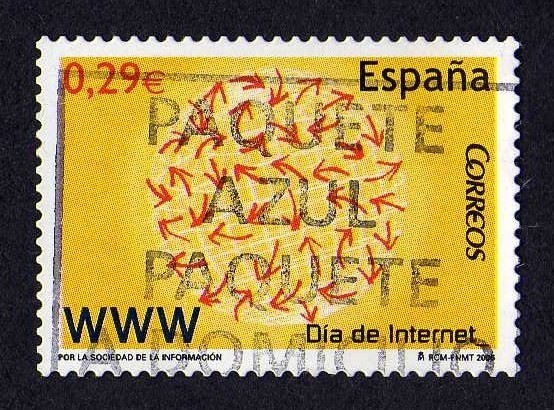 0,29€ España
CORREOS
PAQUETE
AZUL
PAQUETE
A DOMICILIO
WWW
Día de Internet
POR LA SOCIEDAD DE LA INFORMACIÓN
RCM-FNMT 2006